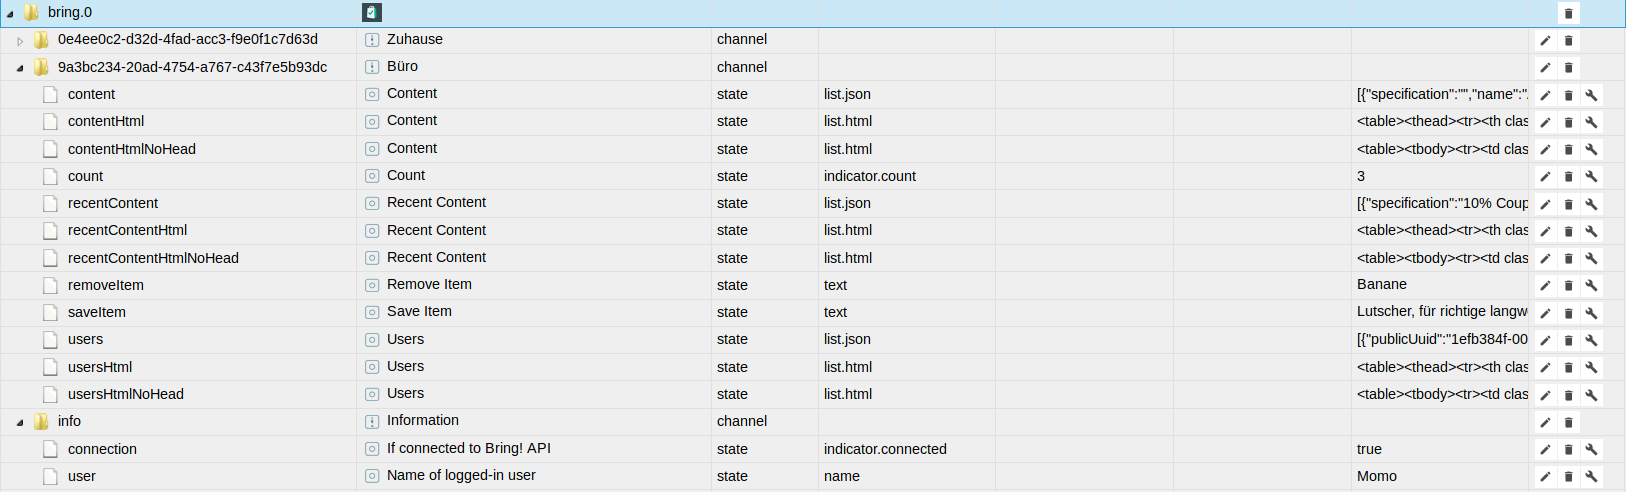 bring.0
0e4ee0c2-d32d-4fad-acc3-f9e0f1c7d63d Zuhause channel
9a3bc234-20ad-4754-a767-c43f7e5b93dc Büro channel
content Content state list.json [{"specification":"","name":"
contentHtml Content state list.html <table><thead><tr><th clas
contentHtmlNoHead Content state list.html <table><tbody><tr><td clas
count Count state indicator.count 3
recentContent Recent Content state list.json [{"specification":"10% Coup
recentContentHtml Recent Content state list.html <table><thead><tr><th clas
recentContentHtmlNoHead Recent Content state list.html <table><tbody><tr><td clas
removeItem Remove Item state text Banane
saveItem Save Item state text Lutscher, für richtige langw
users Users state list.json [{"publicUuid":"1efb384f-00
usersHtml Users state list.html <table><thead><tr><th clas
usersHtmlNoHead Users state list.html <table><tbody><tr><td clas
info Information channel
connection If connected to Bring! API state indicator.connected true
user Name of logged-in user state name Momo